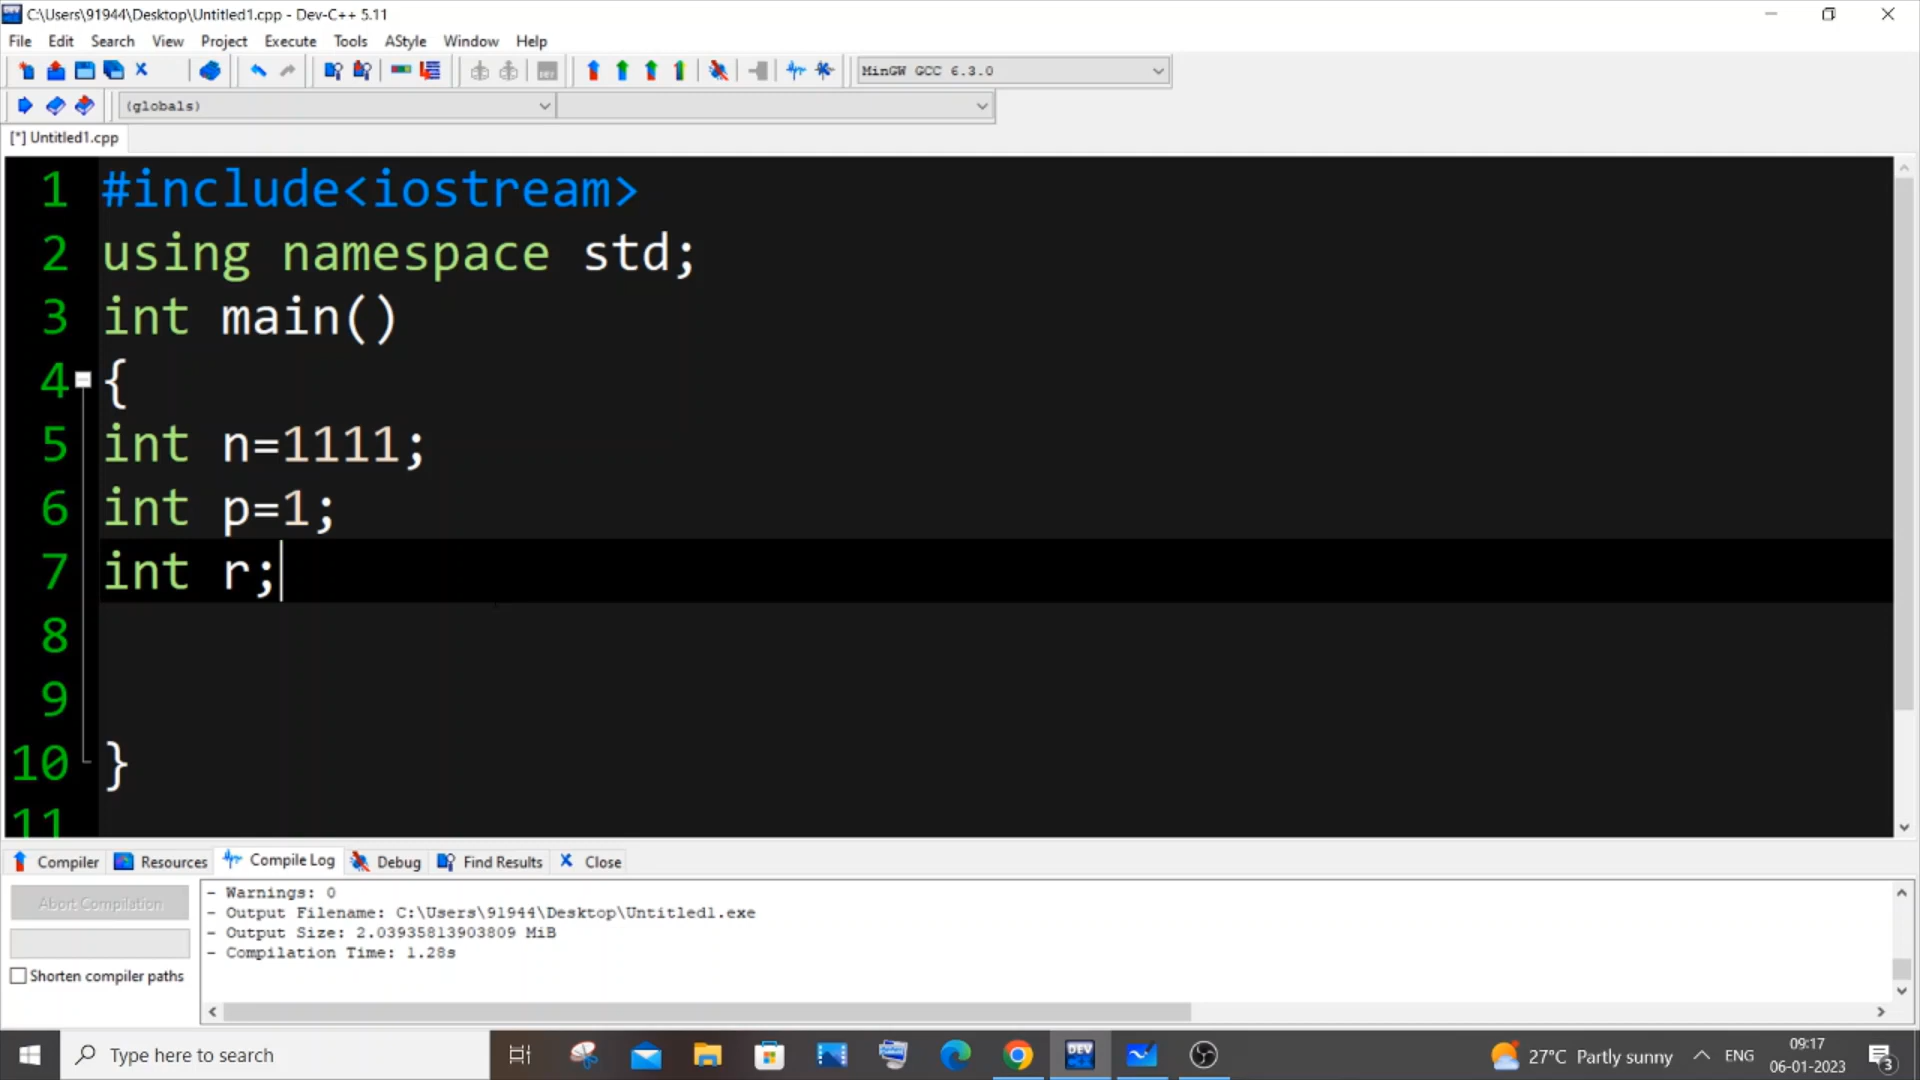 C:\Users\91944\Desktop\Untitled1.cpp - Dev-C++ 5.11
File Edit Search View Project Execute Tools AStyle Window Help
MinGW GCC 6.3.0
(globals)
[*] Untitled1.cpp
1 #include<iostream>
2 using namespace std;
3 int main()
4 {
5 int n=1111;
6 int p=1;
7 int r;
8
9
10 }
11
Compiler Resources Compile Log Debug Find Results Close
Abort Compilation
- Warnings: 0
- Output Filename: C:\Users\91944\Desktop\Untitled1.exe
- Output Size: 2.03935813903809 MiB
- Compilation Time: 1.28s
Shorten compiler paths
Type here to search
DEV
27°C Partly sunny
ENG
09:17
06-01-2023
3